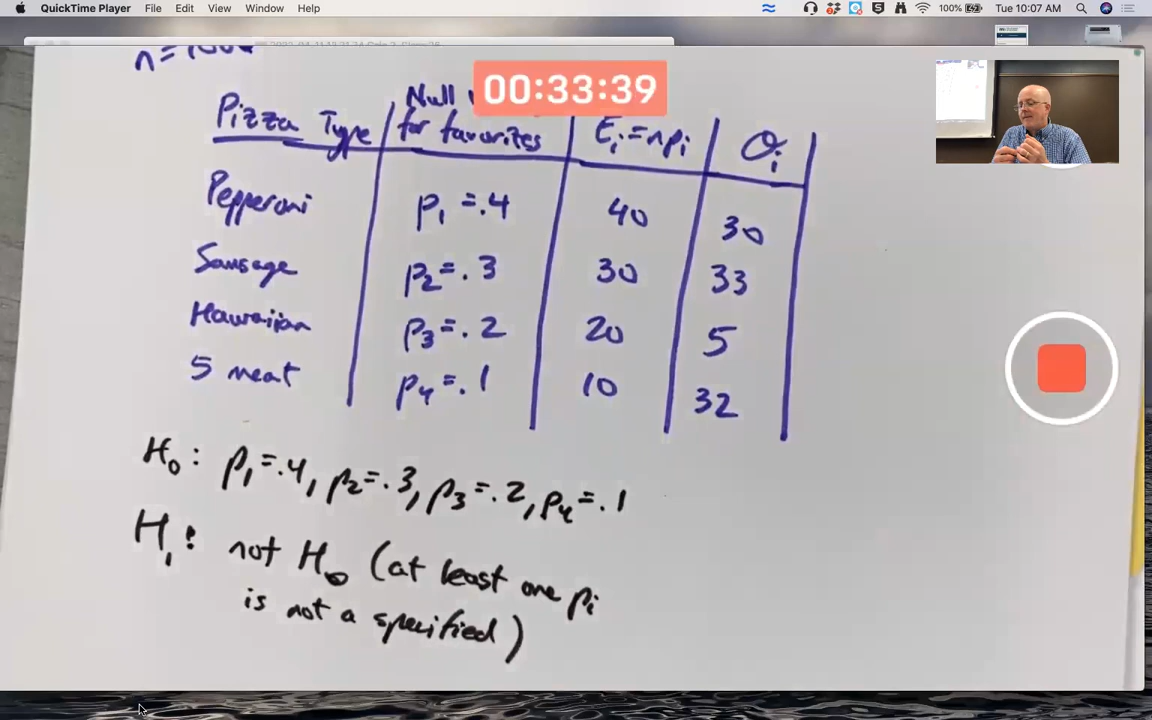 QuickTime Player File Edit View Window Help 100% Tue 10:07 AM
00:33:39
Pizza Type Null for favorites Ei=npi Oi
Pepperoni p1=.4 40 30
Sausage p2=.3 30 33
Hawaiian p3=.2 20 5
5 meat p4=.1 10 32
H0: p1=.4, p2=.3, p3=.2, p4=.1
H1: not H0 (at least one pi
is not a specified)